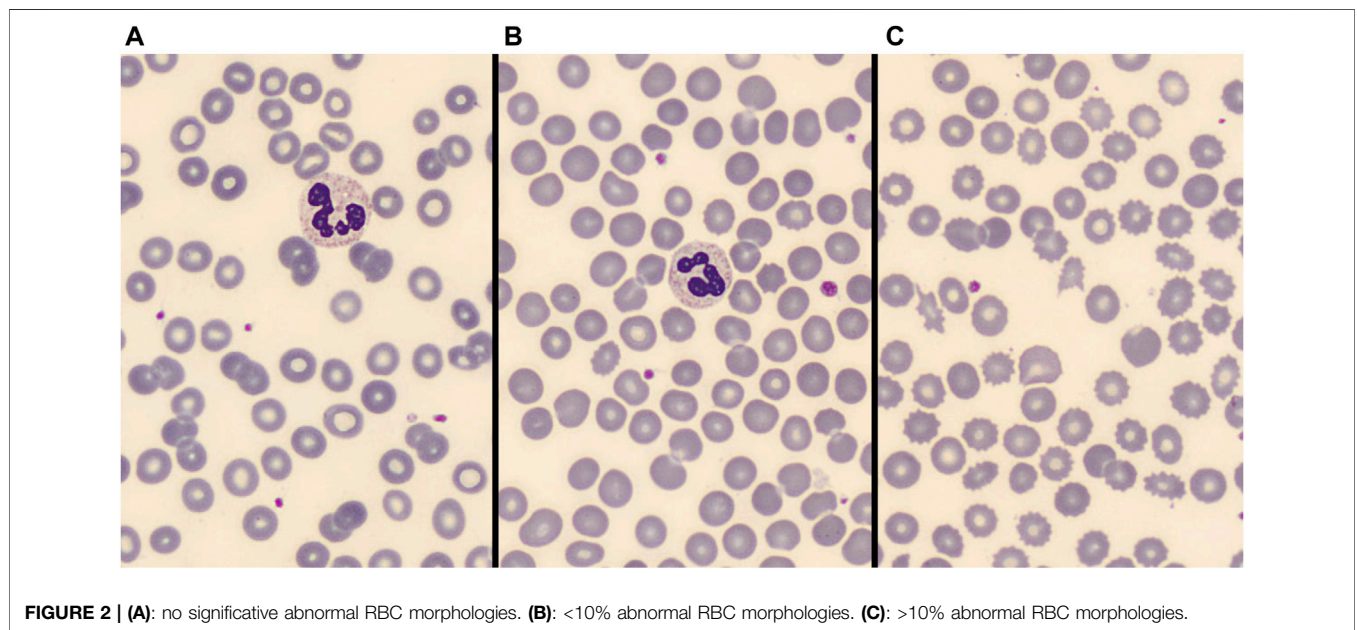 A B C
FIGURE 2 | (A): no significative abnormal RBC morphologies. (B): <10% abnormal RBC morphologies. (C): >10% abnormal RBC morphologies.